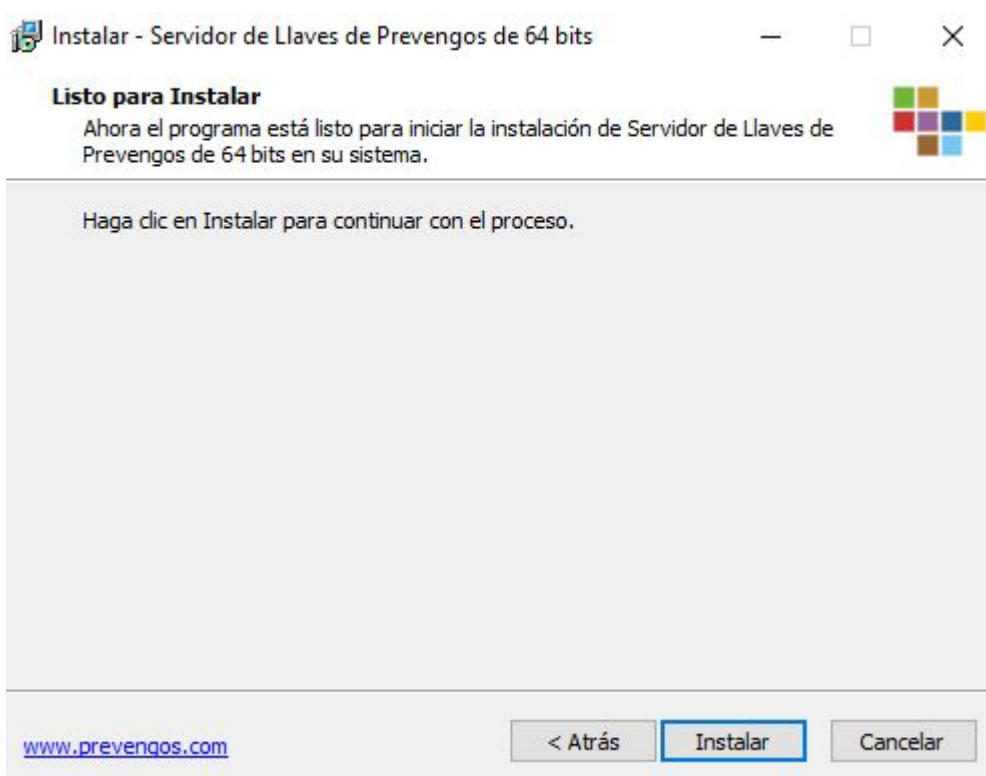 Instalar - Servidor de Llaves de Prevengos de 64 bits
Listo para Instalar
Ahora el programa está listo para iniciar la instalación de Servidor de Llaves de
Prevengos de 64 bits en su sistema.
Haga clic en Instalar para continuar con el proceso.
www.prevengos.com
< Atrás
Instalar
Cancelar